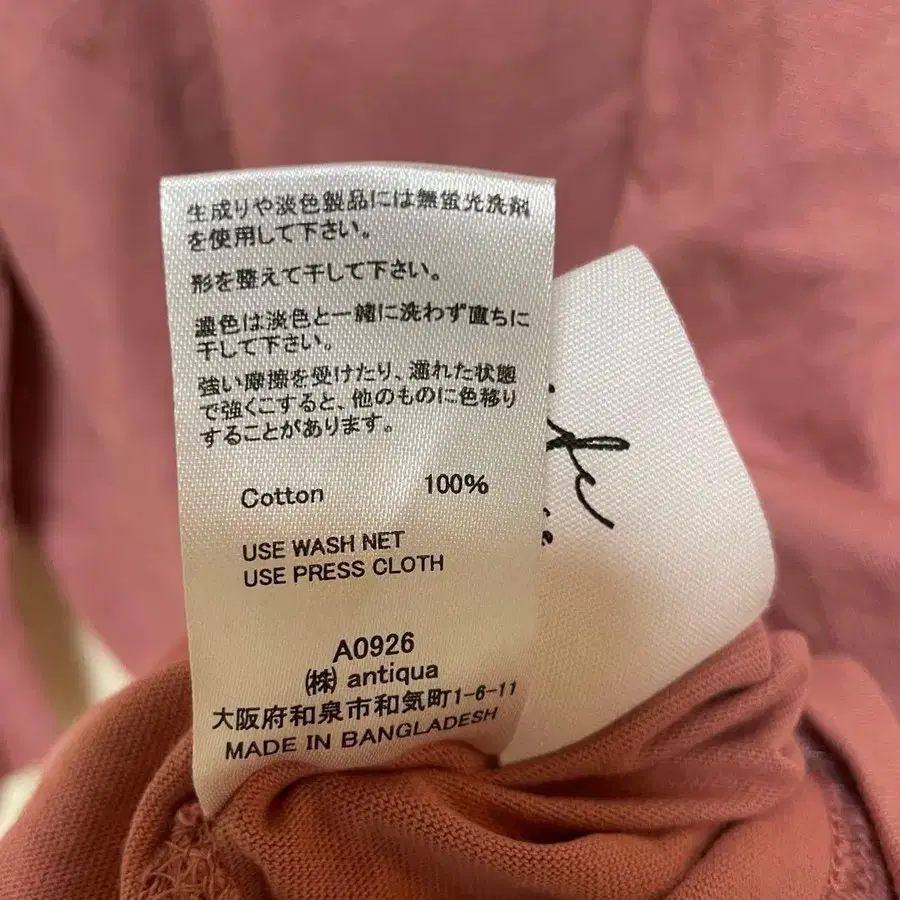 生成りや淡色製品には無蛍光洗剤
を使用して下さい。
形を整えて干して下さい。
濃色は淡色と一緒に洗わず直ちに
干して下さい。
強い摩擦を受けたり、濡れた状態
で強くこすると、他のものに色移り
することがあります。
Cotton 100%
USE WASH NET
USE PRESS CLOTH
A0926
㈱ antiqua
大阪府和泉市和気町1-6-11
MADE IN BANGLADESH